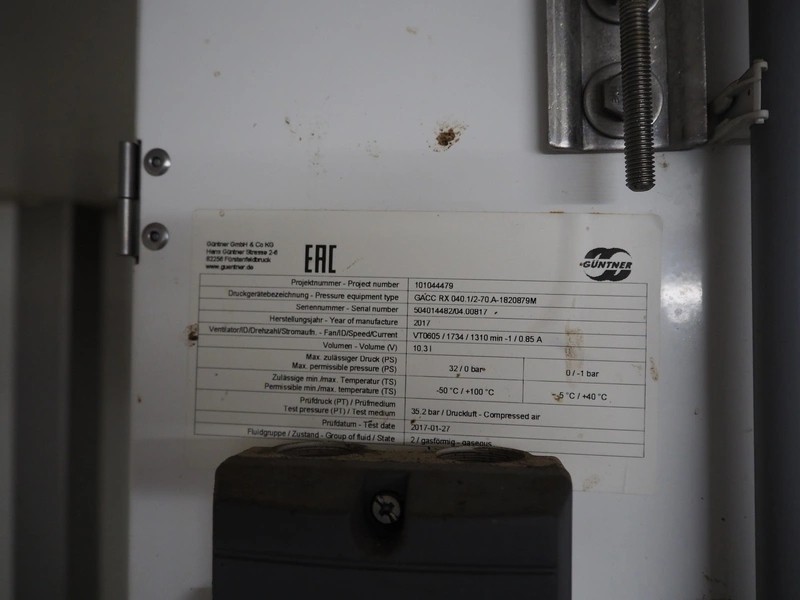 Güntner GmbH & Co KG
Hans Güntner Strasse 2-6
82256 Fürstenfeldbruck
www.guentner.de
EAC
GÜNTNER
Projektnummer - Project number 101044479
Druckgerätebezeichnung - Pressure equipment type GACC RX 040.1/2-70.A-1820879M
Seriennummer - Serial number 504014482/04.00817
Herstellungsjahr - Year of manufacture 2017
Ventilator/ID/Drehzahl/Stromaufn. - Fan/ID/Speed/Current VT0605 / 1734 / 1310 min -1 / 0.85 A
Volumen - Volume (V) 10.3 l
Max. zulässiger Druck (PS)
Max. permissible pressure (PS) 32 / 0 bar 0 / -1 bar
Zulässige min./max. Temperatur (TS)
Permissible min./max. temperature (TS) -50 °C / +100 °C -5 °C / +40 °C
Prüfdruck (PT) / Prüfmedium
Test pressure (PT) / Test medium 35.2 bar / Druckluft - Compressed air
Prüfdatum - Test date 2017-01-27
Fluidgruppe / Zustand - Group of fluid / State 2 / gasförmig - gaseous